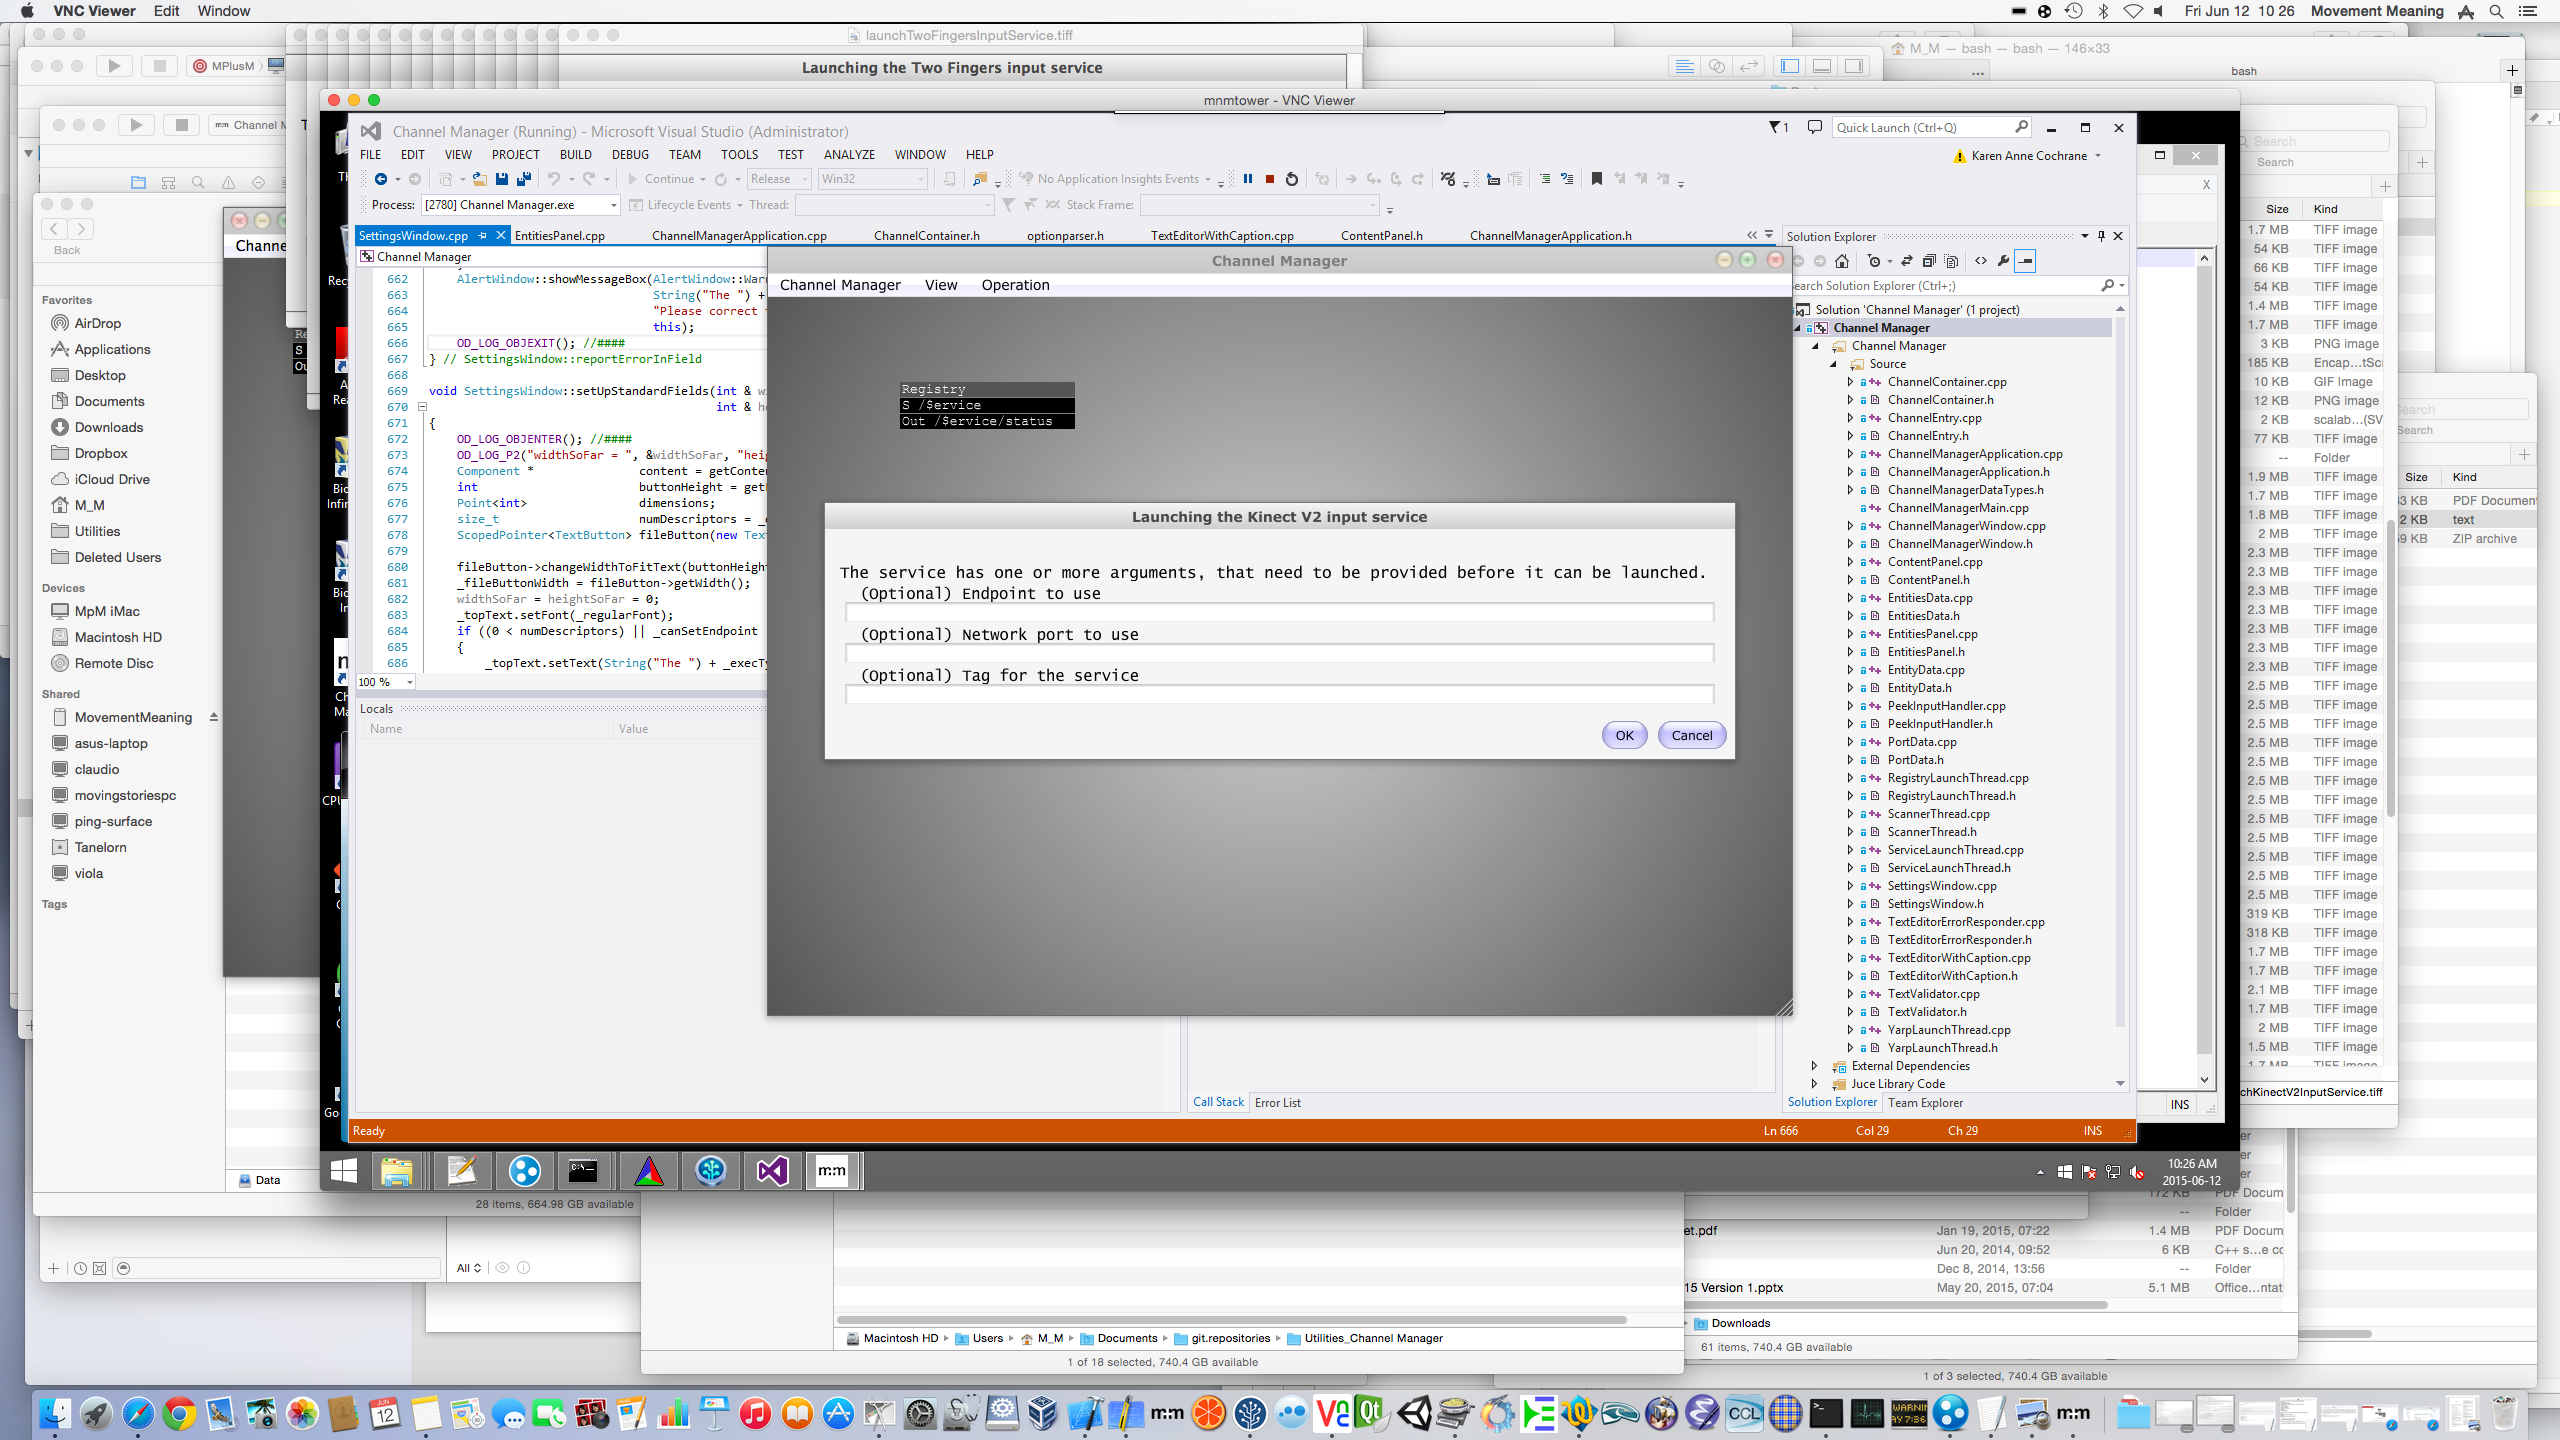 VNC Viewer Edit Window
Fri Jun 12 10 26 Movement Meaning
launchTwoFingersInputService.tiff
M_M — bash — bash — 146×33
MPlusM
Launching the Two Fingers input service
bash
mnmtower - VNC Viewer
Channel M
Channel Manager (Running) - Microsoft Visual Studio (Administrator)
1
Quick Launch (Ctrl+Q)
FILE EDIT VIEW PROJECT BUILD DEBUG TEAM TOOLS TEST ANALYZE WINDOW HELP
Karen Anne Cochrane
Continue Release Win32 No Application Insights Events
Process: [2780] Channel Manager.exe Lifecycle Events Thread: Stack Frame:
SettingsWindow.cpp EntitiesPanel.cpp ChannelManagerApplication.cpp ChannelContainer.h optionparser.h TextEditorWithCaption.cpp ContentPanel.h ChannelManagerApplication.h
Channel Manager
662 AlertWindow::showMessageBox(AlertWindow::Warn
663 String("The ") +
664 "Please correct
665 this);
666 OD_LOG_OBJEXIT(); //####
667 } // SettingsWindow::reportErrorInField
668
669 void SettingsWindow::setUpStandardFields(int & w
670 int & he
671 {
672 OD_LOG_OBJENTER(); //####
673 OD_LOG_P2("widthSoFar = ", &widthSoFar, "heig
674 Component * content = getConte
675 int buttonHeight = get
676 Point<int> dimensions;
677 size_t numDescriptors = _
678 ScopedPointer<TextButton> fileButton(new Text
679
680 fileButton->changeWidthToFitText(buttonHeight
681 _fileButtonWidth = fileButton->getWidth();
682 widthSoFar = heightSoFar = 0;
683 _topText.setFont(_regularFont);
684 if ((0 < numDescriptors) || _canSetEndpoint
685 {
686 _topText.setText(String("The ") + _execTy
100 %
Locals
Name Value
Channel Manager
Channel Manager View Operation
Registry
S /$service
Out /$service/status
Launching the Kinect V2 input service
The service has one or more arguments, that need to be provided before it can be launched.
(Optional) Endpoint to use
(Optional) Network port to use
(Optional) Tag for the service
OK Cancel
Solution Explorer
Search Solution Explorer (Ctrl+;)
Solution 'Channel Manager' (1 project)
Channel Manager
Channel Manager
Source
ChannelContainer.cpp
ChannelContainer.h
ChannelEntry.cpp
ChannelEntry.h
ChannelManagerApplication.cpp
ChannelManagerApplication.h
ChannelManagerDataTypes.h
ChannelManagerMain.cpp
ChannelManagerWindow.cpp
ChannelManagerWindow.h
ContentPanel.cpp
ContentPanel.h
EntitiesData.cpp
EntitiesData.h
EntitiesPanel.cpp
EntitiesPanel.h
EntityData.cpp
EntityData.h
PeekInputHandler.cpp
PeekInputHandler.h
PortData.cpp
PortData.h
RegistryLaunchThread.cpp
RegistryLaunchThread.h
ScannerThread.cpp
ScannerThread.h
ServiceLaunchThread.cpp
ServiceLaunchThread.h
SettingsWindow.cpp
SettingsWindow.h
TextEditorErrorResponder.cpp
TextEditorErrorResponder.h
TextEditorWithCaption.cpp
TextEditorWithCaption.h
TextValidator.cpp
TextValidator.h
YarpLaunchThread.cpp
YarpLaunchThread.h
External Dependencies
Juce Library Code
Call Stack Error List
Solution Explorer Team Explorer
INS
Ready Ln 666 Col 29 Ch 29 INS
10:26 AM
2015-06-12
Back
Channe
Favorites
AirDrop
Applications
Desktop
Documents
Downloads
Dropbox
iCloud Drive
M_M
Utilities
Deleted Users
Devices
MpM iMac
Macintosh HD
Remote Disc
Shared
MovementMeaning
asus-laptop
claudio
movingstoriespc
ping-surface
Tanelorn
viola
Tags
Data
28 items, 664.98 GB available
All
Search
Search
Size Kind
1.7 MB TIFF image
54 KB TIFF image
66 KB TIFF image
54 KB TIFF image
1.4 MB TIFF image
1.7 MB TIFF image
3 KB PNG image
185 KB Encap...tScr
10 KB GIF Image
12 KB PNG image
2 KB scalab...(SV
77 KB TIFF image
-- Folder
1.9 MB TIFF image
1.7 MB TIFF image
1.8 MB TIFF image
2 MB TIFF image
2.3 MB TIFF image
2.3 MB TIFF image
2.3 MB TIFF image
2.3 MB TIFF image
2.3 MB TIFF image
2.3 MB TIFF image
2.3 MB TIFF image
2.5 MB TIFF image
2.5 MB TIFF image
2.5 MB TIFF image
2.5 MB TIFF image
2.5 MB TIFF image
2.5 MB TIFF image
2.5 MB TIFF image
2.5 MB TIFF image
2.5 MB TIFF image
2.5 MB TIFF image
2.5 MB TIFF image
2.5 MB TIFF image
319 KB TIFF image
318 KB TIFF image
1.7 MB TIFF image
1.7 MB TIFF image
2.1 MB TIFF image
1.7 MB TIFF image
2 MB TIFF image
1.5 MB TIFF image
1.7 MB TIFF image
chKinectV2InputService.tiff
Search
Search
Size Kind
33 KB PDF Documen
2 KB text
59 KB ZIP archive
172 KB PDF Docum
-- Folder
et.pdf Jan 19, 2015, 07:22 1.4 MB PDF Docum
Jun 20, 2014, 09:52 6 KB C++ s...e cc
Dec 8, 2014, 13:56 -- Folder
15 Version 1.pptx May 20, 2015, 07:04 5.1 MB Office...ntat
Downloads
61 items, 740.4 GB available
Macintosh HD Users M_M Documents git.repositories Utilities_Channel Manager
1 of 18 selected, 740.4 GB available
1 of 3 selected, 740.4 GB available